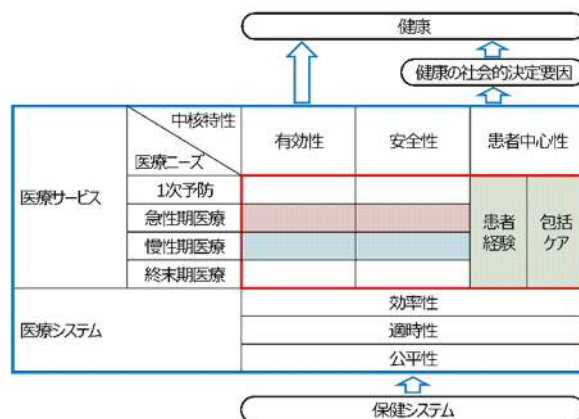 健康
健康の社会的決定要因
中核特性
医療ニーズ
有効性
安全性
患者中心性
医療サービス
1次予防
急性期医療
慢性期医療
終末期医療
患者
経験
包括
ケア
医療システム
効率性
適時性
公平性
保健システム